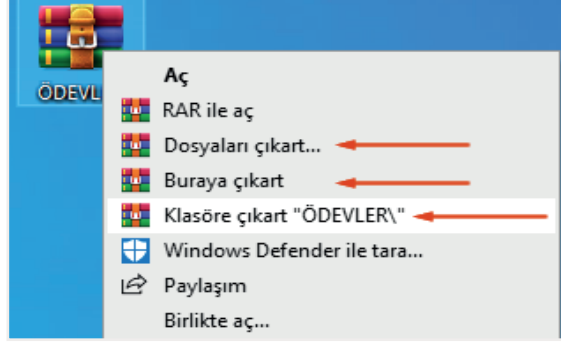 ÖDEVL
Aç
RAR ile aç
Dosyaları çıkart...
Buraya çıkart
Klasöre çıkart "ÖDEVLER\"
Windows Defender ile tara...
Paylaşım
Birlikte aç...